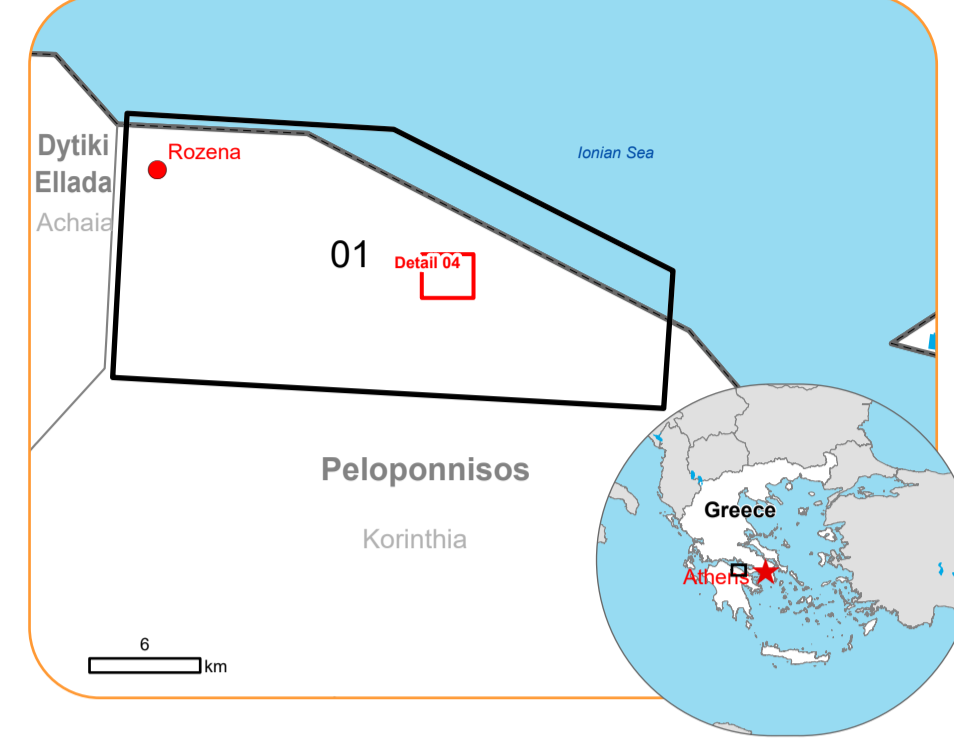 Dytiki
Ellada
Achaia
Rozena
Ionian Sea
01
Detail 04
Peloponnisos
Korinthia
Greece
Athens
6
km